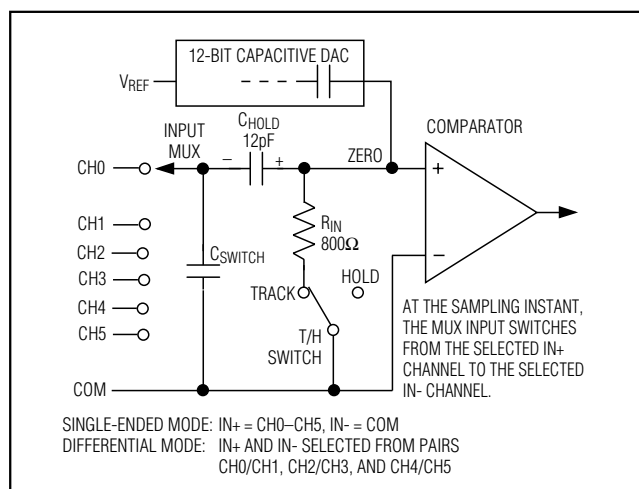 12-BIT CAPACITIVE DAC
VREF
CHOLD
12pF
INPUT
MUX
– +
ZERO
COMPARATOR
CH0
+
CH1
CH2
CH3
CH4
CH5
CSWITCH
RIN
800Ω
–
HOLD
TRACK
T/H
SWITCH
AT THE SAMPLING INSTANT,
THE MUX INPUT SWITCHES
FROM THE SELECTED IN+
CHANNEL TO THE SELECTED
IN- CHANNEL.
COM
SINGLE-ENDED MODE: IN+ = CH0–CH5, IN- = COM
DIFFERENTIAL MODE: IN+ AND IN- SELECTED FROM PAIRS
CH0/CH1, CH2/CH3, AND CH4/CH5